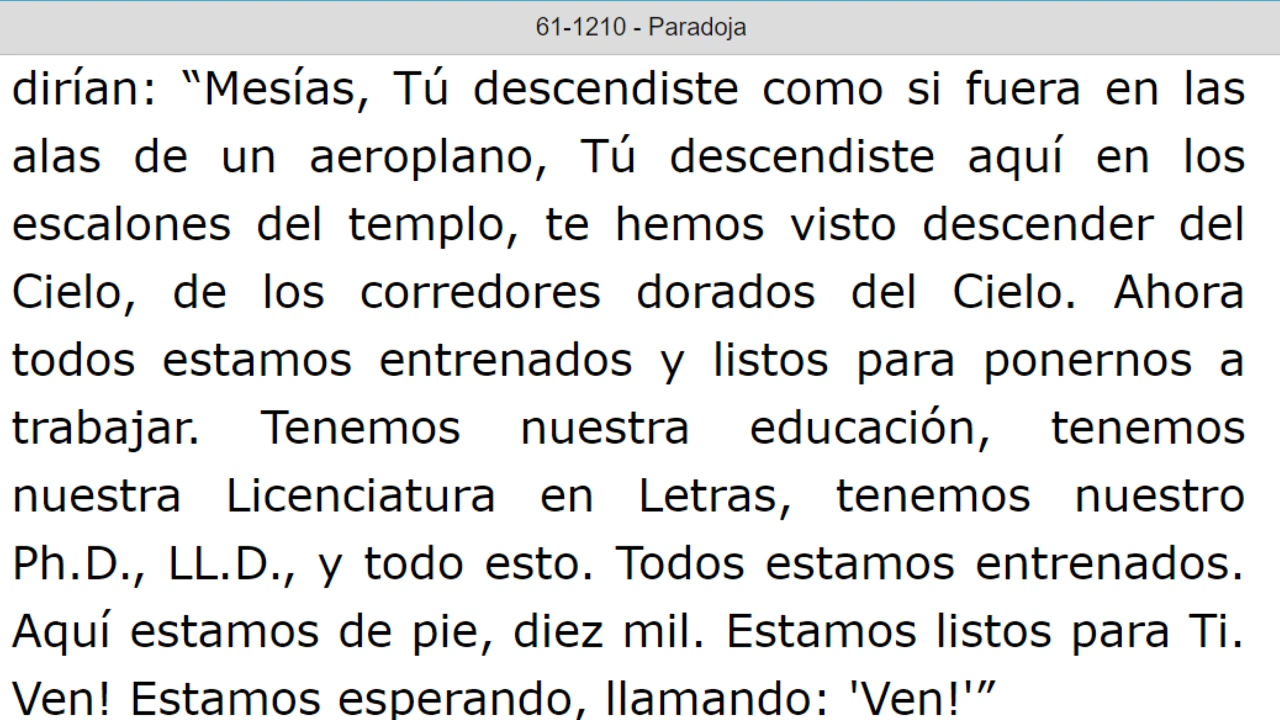 61-1210 - Paradoja
dirían: “Mesías, Tú descendiste como si fuera en las
alas de un aeroplano, Tú descendiste aquí en los
escalones del templo, te hemos visto descender del
Cielo, de los corredores dorados del Cielo. Ahora
todos estamos entrenados y listos para ponernos a
trabajar. Tenemos nuestra educación, tenemos
nuestra Licenciatura en Letras, tenemos nuestro
Ph.D., LL.D., y todo esto. Todos estamos entrenados.
Aquí estamos de pie, diez mil. Estamos listos para Ti.
Ven! Estamos esperando, llamando: 'Ven!'”